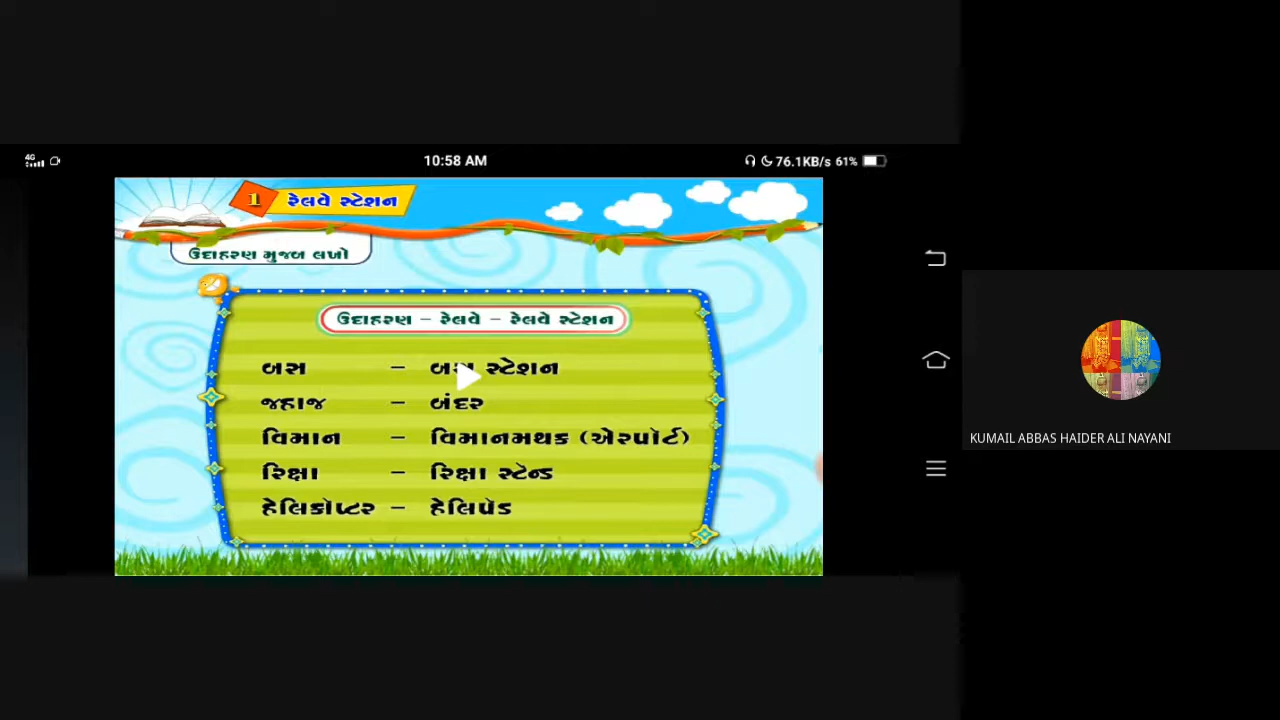 4G
10:58 AM
76.1KB/s 61%
1 રેલવે સ્ટેશન
ઉદાહરણ મુજબ લખો
ઉદાહરણ – રેલવે – રેલવે સ્ટેશન
બસ – બસ સ્ટેશન
જહાજ – બંદર
વિમાન – વિમાનમથક (એરપોર્ટ)
રિક્ષા – રિક્ષા સ્ટેન્ડ
હેલિકોપ્ટર – હેલિપૅડ
KUMAIL ABBAS HAIDER ALI NAYANI